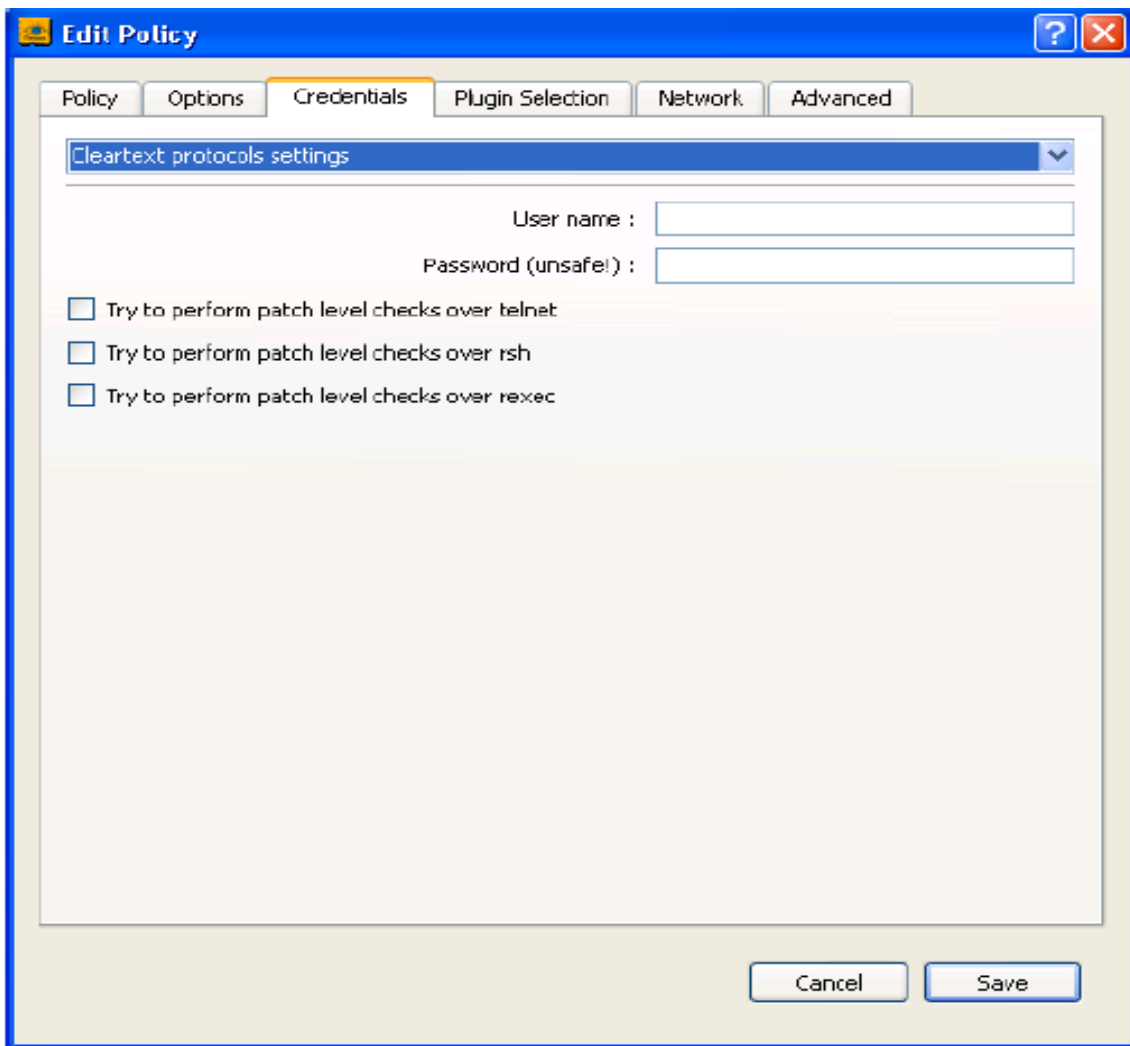 Edit Policy
?
Policy Options Credentials Plugin Selection Network Advanced
Cleartext protocols settings
User name :
Password (unsafe!) :
Try to perform patch level checks over telnet
Try to perform patch level checks over rsh
Try to perform patch level checks over rexec
Cancel Save